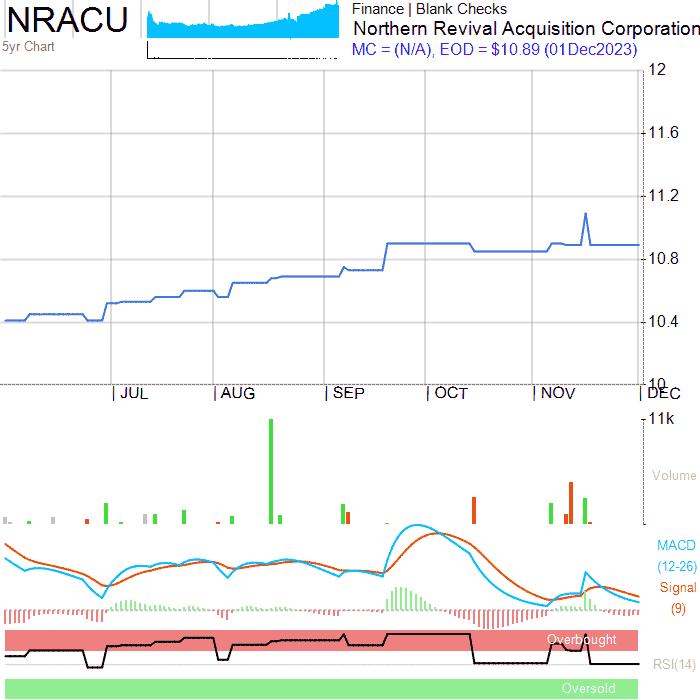 NRACU
Finance | Blank Checks
Northern Revival Acquisition Corporation
5yr Chart
MC = (N/A), EOD = $10.89 (01Dec2023)
12
11.6
11.2
10.8
10.4
10
JUL AUG SEP OCT NOV DEC
11k
Volume
MACD
(12-26)
Signal
(9)
Overbought
RSI(14)
Oversold